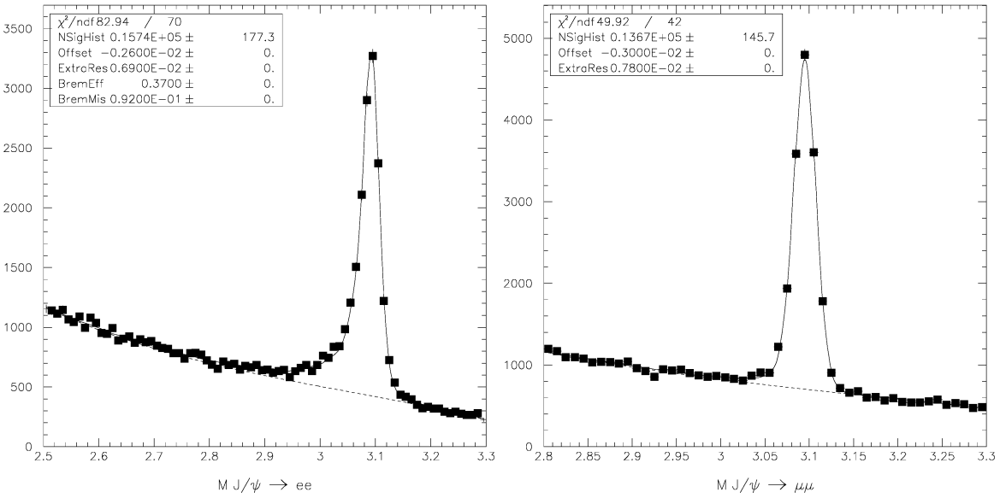 χ²/ndf 82.94 / 70
NSigHist 0.1574E+05 ± 177.3
Offset −0.2600E−02 ± 0.
ExtraRes 0.6900E−02 ± 0.
BremEff 0.3700 ± 0.
BremMis 0.9200E−01 ± 0.
3500
3000
2500
2000
1500
1000
500
0
2.5 2.6 2.7 2.8 2.9 3 3.1 3.2 3.3
M J/ψ → ee
χ²/ndf 49.92 / 42
NSigHist 0.1367E+05 ± 145.7
Offset −0.3000E−02 ± 0.
ExtraRes 0.7800E−02 ± 0.
5000
4000
3000
2000
1000
0
2.8 2.85 2.9 2.95 3 3.05 3.1 3.15 3.2 3.25 3.3
M J/ψ → μμ